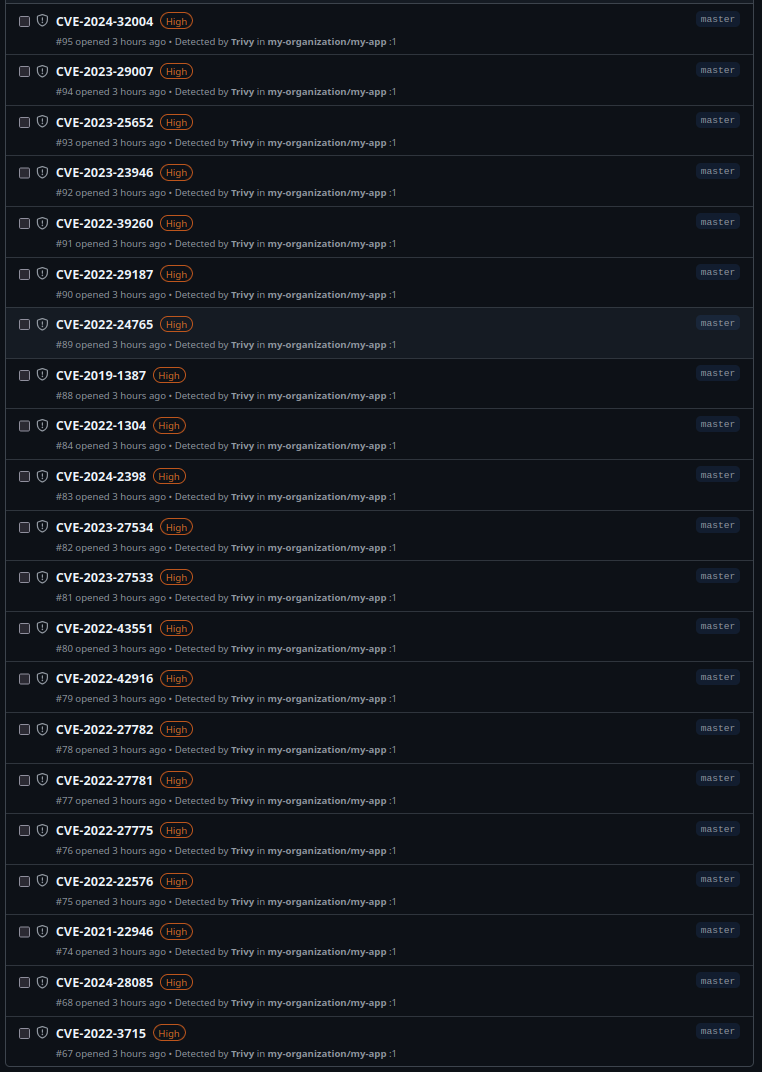 CVE-2024-32004 High master
#95 opened 3 hours ago • Detected by Trivy in my-organization/my-app :1
CVE-2023-29007 High master
#94 opened 3 hours ago • Detected by Trivy in my-organization/my-app :1
CVE-2023-25652 High master
#93 opened 3 hours ago • Detected by Trivy in my-organization/my-app :1
CVE-2023-23946 High master
#92 opened 3 hours ago • Detected by Trivy in my-organization/my-app :1
CVE-2022-39260 High master
#91 opened 3 hours ago • Detected by Trivy in my-organization/my-app :1
CVE-2022-29187 High master
#90 opened 3 hours ago • Detected by Trivy in my-organization/my-app :1
CVE-2022-24765 High master
#89 opened 3 hours ago • Detected by Trivy in my-organization/my-app :1
CVE-2019-1387 High master
#88 opened 3 hours ago • Detected by Trivy in my-organization/my-app :1
CVE-2022-1304 High master
#84 opened 3 hours ago • Detected by Trivy in my-organization/my-app :1
CVE-2024-2398 High master
#83 opened 3 hours ago • Detected by Trivy in my-organization/my-app :1
CVE-2023-27534 High master
#82 opened 3 hours ago • Detected by Trivy in my-organization/my-app :1
CVE-2023-27533 High master
#81 opened 3 hours ago • Detected by Trivy in my-organization/my-app :1
CVE-2022-43551 High master
#80 opened 3 hours ago • Detected by Trivy in my-organization/my-app :1
CVE-2022-42916 High master
#79 opened 3 hours ago • Detected by Trivy in my-organization/my-app :1
CVE-2022-27782 High master
#78 opened 3 hours ago • Detected by Trivy in my-organization/my-app :1
CVE-2022-27781 High master
#77 opened 3 hours ago • Detected by Trivy in my-organization/my-app :1
CVE-2022-27775 High master
#76 opened 3 hours ago • Detected by Trivy in my-organization/my-app :1
CVE-2022-22576 High master
#75 opened 3 hours ago • Detected by Trivy in my-organization/my-app :1
CVE-2021-22946 High master
#74 opened 3 hours ago • Detected by Trivy in my-organization/my-app :1
CVE-2024-28085 High master
#68 opened 3 hours ago • Detected by Trivy in my-organization/my-app :1
CVE-2022-3715 High master
#67 opened 3 hours ago • Detected by Trivy in my-organization/my-app :1